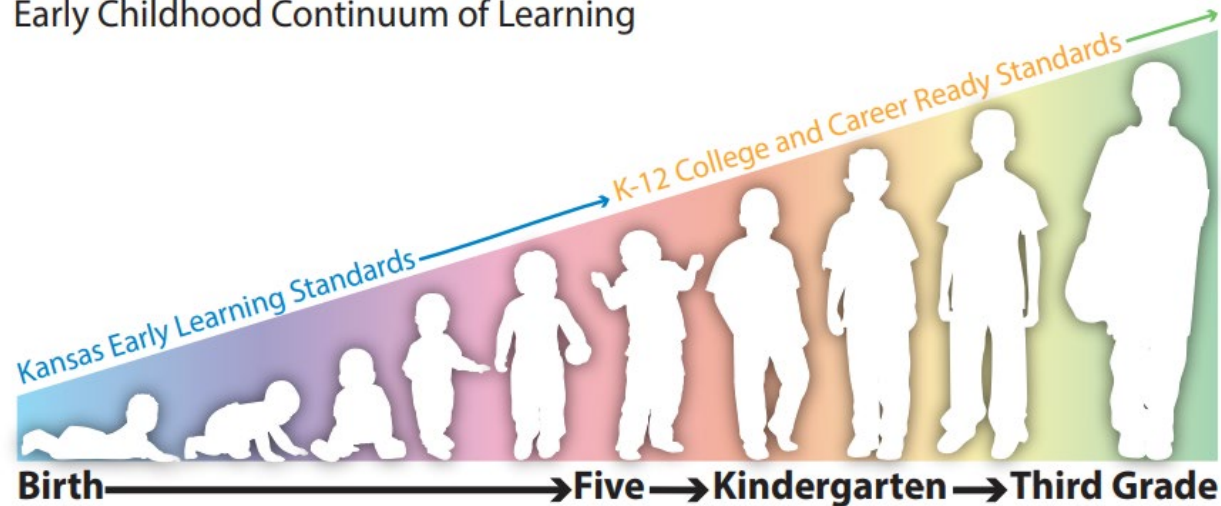 Early Childhood Continuum of Learning
Kansas Early Learning Standards
K-12 College and Career Ready Standards
Birth Five Kindergarten Third Grade